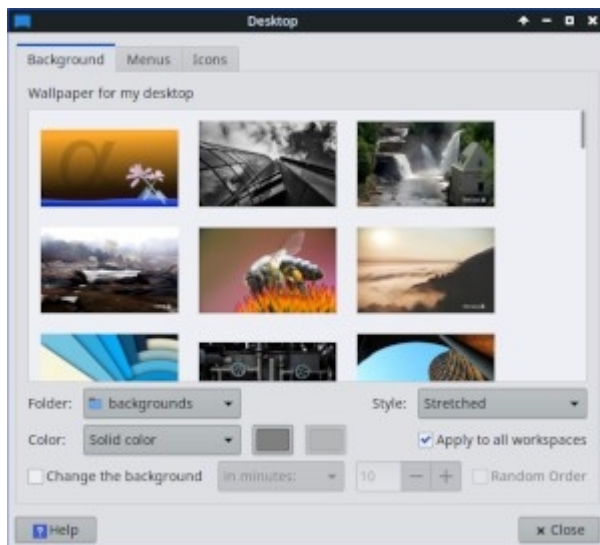 Desktop
Background Menus Icons
Wallpaper for my desktop
α
Folder: backgrounds Style: Stretched
Color: Solid color Apply to all workspaces
Change the background in minutes: 10 Random Order
Help Close